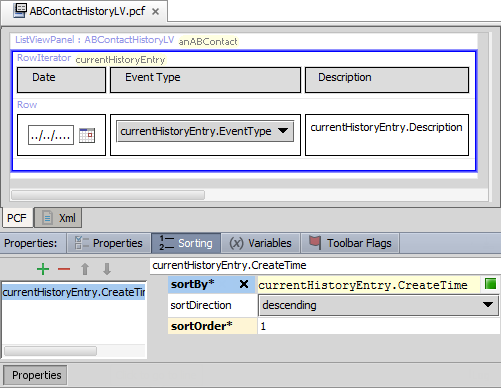 ABContactHistoryLV.pcf
ListViewPanel : ABContactHistoryLV anABContact
RowIterator currentHistoryEntry
Date Event Type Description
Row
../../.... currentHistoryEntry.EventType currentHistoryEntry.Description
PCF Xml
Properties: Properties Sorting (x) Variables Toolbar Flags
currentHistoryEntry.CreateTime
currentHistoryEntry.CreateTim
sortBy* currentHistoryEntry.CreateTime
sortDirection descending
sortOrder* 1
Properties